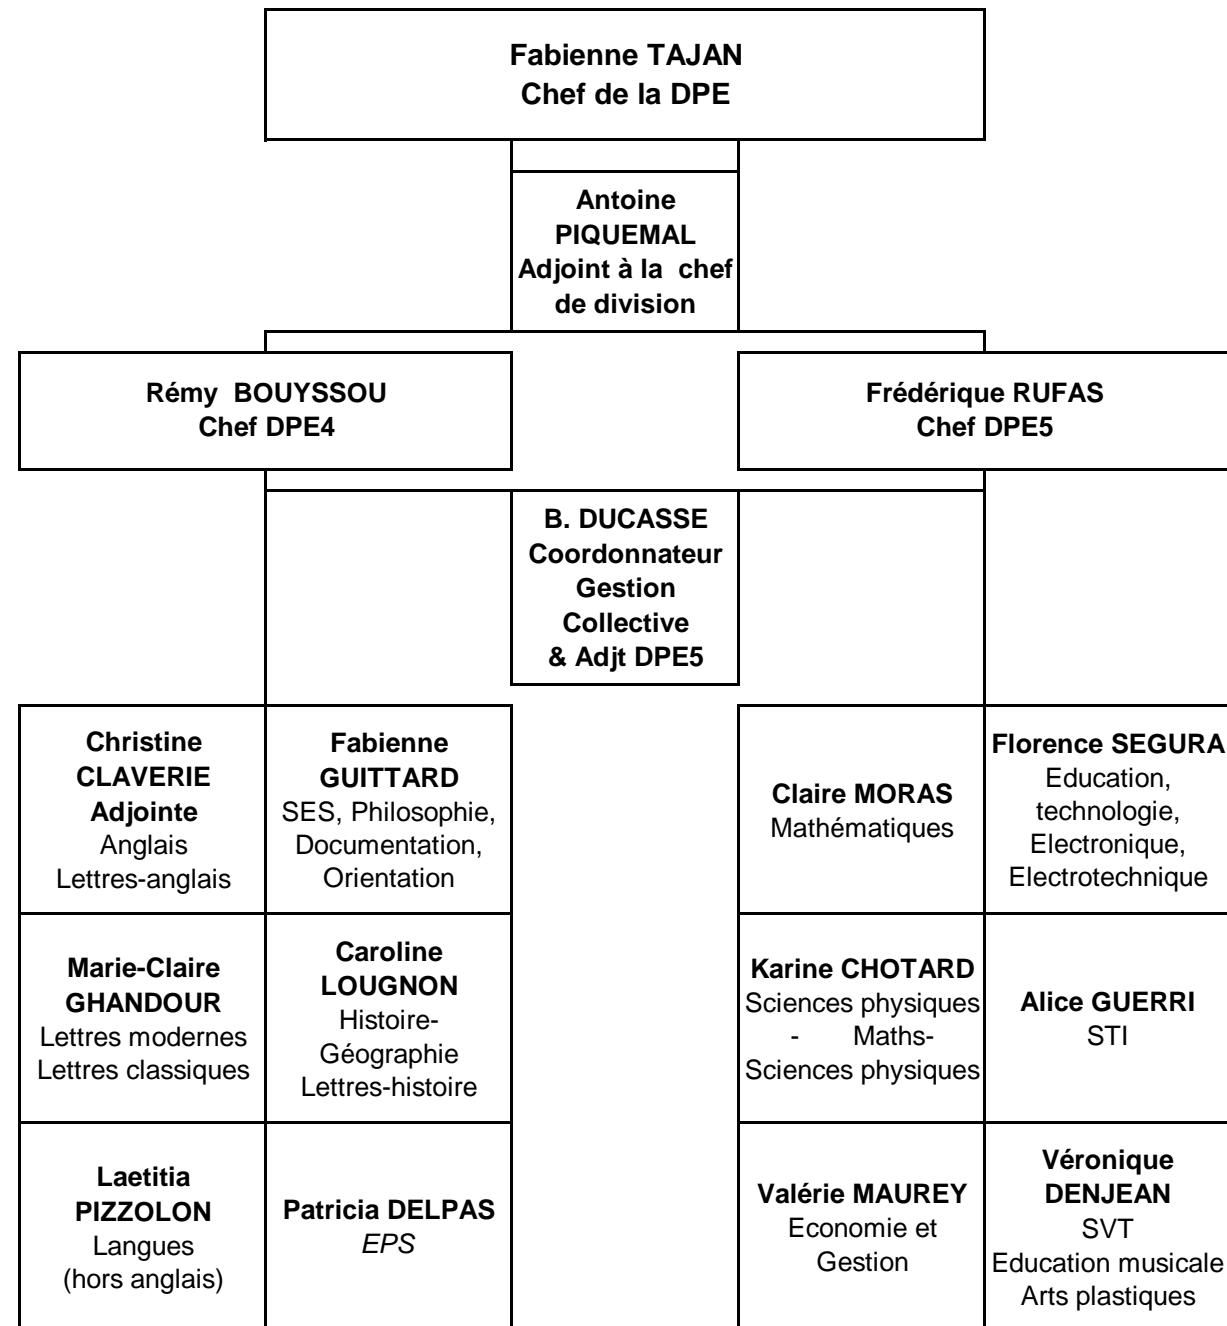 Fabienne TAJAN
Chef de la DPE
Antoine
PIQUEMAL
Adjoint à la chef
de division
Rémy BOUYSSOU
Chef DPE4
Frédérique RUFAS
Chef DPE5
B. DUCASSE
Coordonnateur
Gestion
Collective
& Adjt DPE5
Christine
CLAVERIE
Adjointe
Anglais
Lettres-anglais
Fabienne
GUITTARD
SES, Philosophie,
Documentation,
Orientation
Claire MORAS
Mathématiques
Florence SEGURA
Education,
technologie,
Electronique,
Electrotechnique
Marie-Claire
GHANDOUR
Lettres modernes
Lettres classiques
Caroline
LOUGNON
Histoire-
Géographie
Lettres-histoire
Karine CHOTARD
Sciences physiques
- Maths-
Sciences physiques
Alice GUERRI
STI
Laetitia
PIZZOLON
Langues
(hors anglais)
Patricia DELPAS
EPS
Valérie MAUREY
Economie et
Gestion
Véronique
DENJEAN
SVT
Education musicale
Arts plastiques